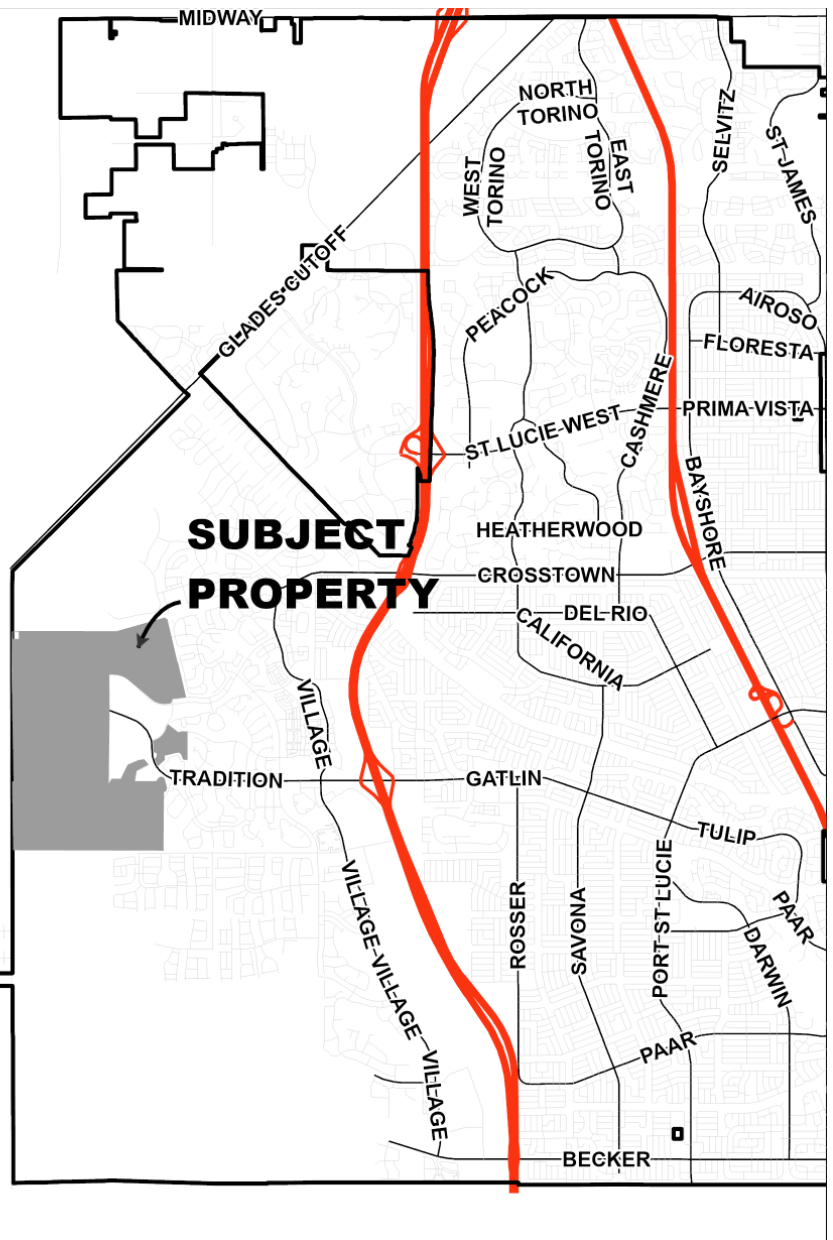 MIDWAY
NORTH
TORINO
WEST
TORINO
EAST
TORINO
SELVITZ
ST JAMES
GLADES CUTOFF
PEACOCK
AIROSO
FLORESTA
CASHMERE
PRIMA VISTA
ST LUCIE WEST
BAYSHORE
SUBJECT
PROPERTY
HEATHERWOOD
CROSSTOWN
DEL RIO
CALIFORNIA
VILLAGE
TRADITION
GATLIN
TULIP
VILLAGE
VILLAGE
ROSSER
SAVONA
PORT ST LUCIE
PAAR
DARWIN
VILLAGE
PAAR
BECKER